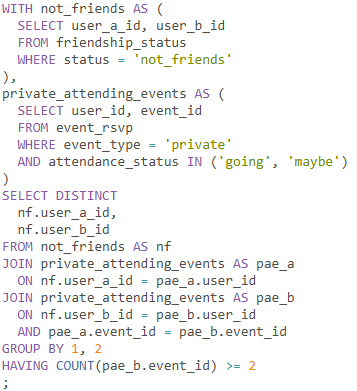 WITH not_friends AS (
  SELECT user_a_id, user_b_id
  FROM friendship_status
  WHERE status = 'not_friends'
),
private_attending_events AS (
  SELECT user_id, event_id
  FROM event_rsvp
  WHERE event_type = 'private'
  AND attendance_status IN ('going', 'maybe')
)
SELECT DISTINCT
  nf.user_a_id,
  nf.user_b_id
FROM not_friends AS nf
JOIN private_attending_events AS pae_a
  ON nf.user_a_id = pae_a.user_id
JOIN private_attending_events AS pae_b
  ON nf.user_b_id = pae_b.user_id
  AND pae_a.event_id = pae_b.event_id
GROUP BY 1, 2
HAVING COUNT(pae_b.event_id) >= 2
;